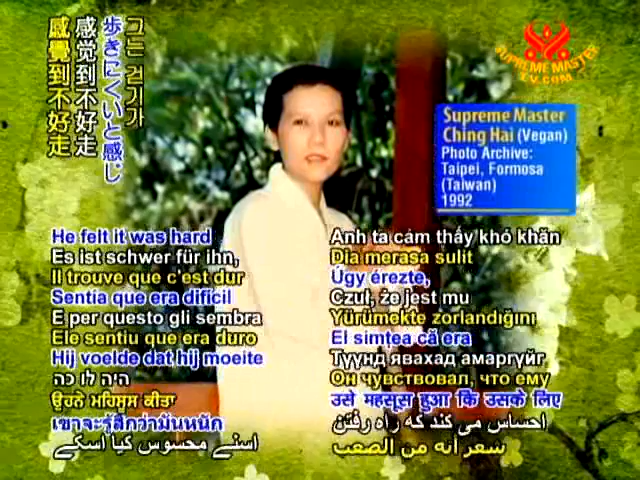 그는 걷기가
歩きにくいと感じ
感觉到不好走
感覺到不好走
SUPREME MASTER
TV.COM
Supreme Master
Ching Hai (Vegan)
Photo Archive:
Taipei, Formosa
(Taiwan)
1992
He felt it was hard
Es ist schwer für ihn,
Il trouve que c'est dur
Sentía que era difícil
E per questo gli sembra
Ele sentiu que era duro
Hij voelde dat hij moeite
היה לו כה
ਉਹਨੇ ਮਹਿਸੂਸ ਕੀਤਾ
เขาจะรู้สึกว่ามันหนัก
اسنے محسوس کیا اسکے
Anh ta cảm thấy khó khăn
Dia merasa sulit
Úgy érezte,
Czuł, że jest mu
Yürümekte zorlandığını
El simţea că era
Түүнд явахад амаргүйг
Он чувствовал, что ему
उसे महसूस हुआ कि उसके लिए
احساس می کند که راه رفتن
شعر أنه من الصعب